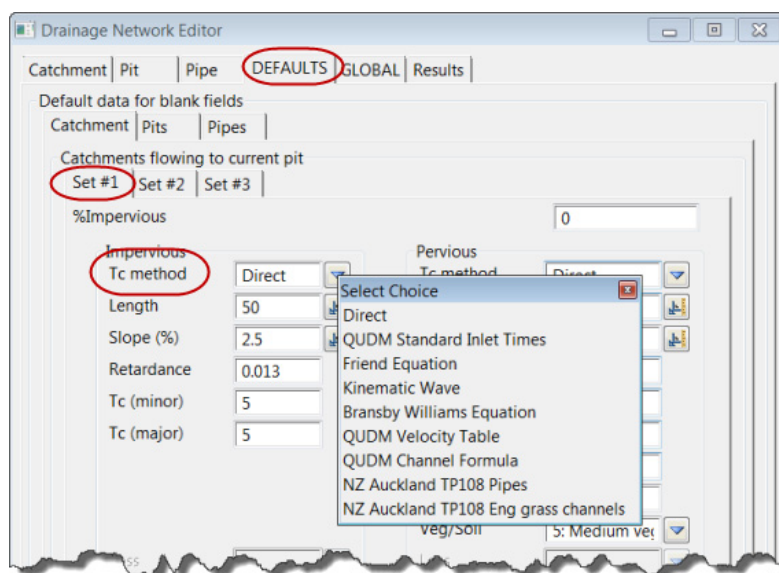 Drainage Network Editor
Catchment Pit Pipe DEFAULTS GLOBAL Results
Default data for blank fields
Catchment Pits Pipes
Catchments flowing to current pit
Set #1 Set #2 Set #3
%Impervious 0
Impervious Pervious
Tc method Direct Tc method Direct
Length 50
Slope (%) 2.5
Retardance 0.013
Tc (minor) 5
Tc (major) 5
Select Choice
Direct
QUDM Standard Inlet Times
Friend Equation
Kinematic Wave
Bransby Williams Equation
QUDM Velocity Table
QUDM Channel Formula
NZ Auckland TP108 Pipes
NZ Auckland TP108 Eng grass channels
Veg/Soil 5: Medium veg